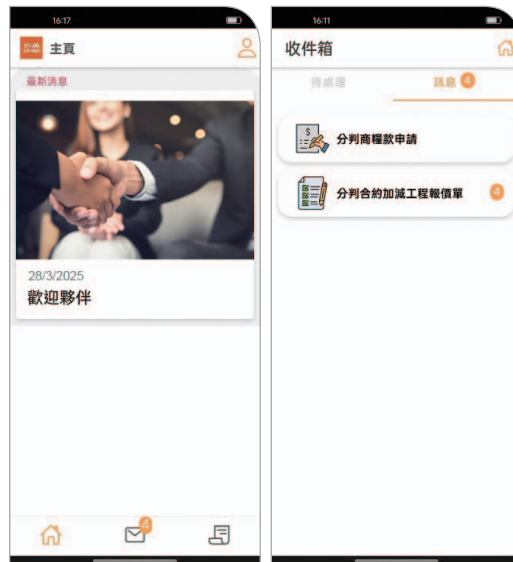 16:17
主頁
最新消息
28/3/2025
歡迎夥伴
4
16:11
收件箱
待處理
訊息 4
分判商糧款申請
分判合約加減工程報價單 4